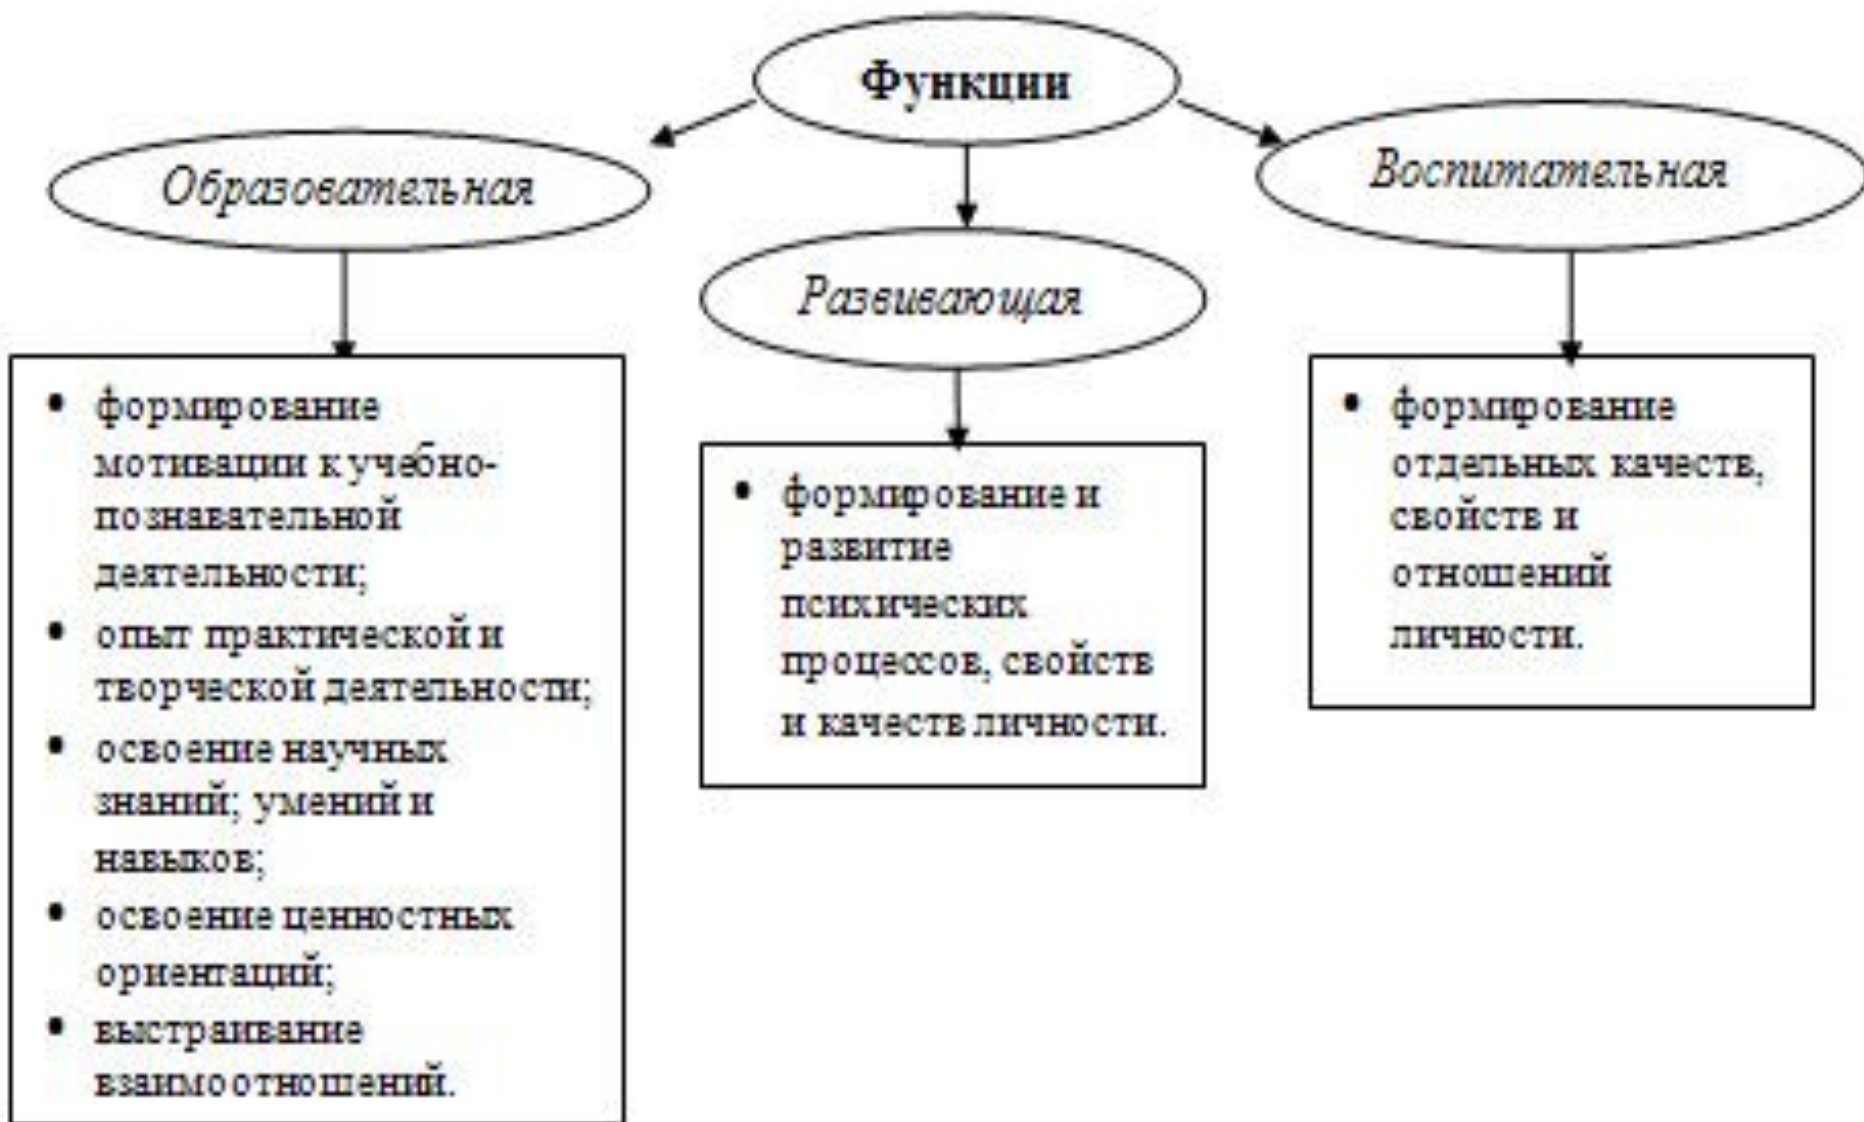 Функции
Образовательная
Развивающая
Воспитательная
• формирование
мотивации к учебно-
познавательной
деятельности;
• опыт практической и
творческой деятельности;
• освоение научных
знаний; умений и
навыков;
• освоение ценностных
ориентаций;
• выстраивание
взаимоотношений.
• формирование и
развитие
психических
процессов, свойств
и качеств личности.
• формирование
отдельных качеств,
свойств и
отношений
личности.